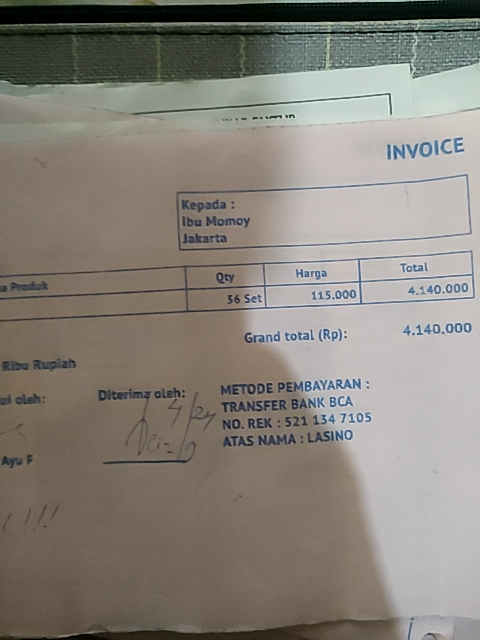 INVOICE
Kepada :
Ibu Momoy
Jakarta
a Produk Qty Harga Total
36 Set 115.000 4.140.000
Grand total (Rp): 4.140.000
Ribu Rupiah
ui oleh: Diterima oleh:
METODE PEMBAYARAN :
TRANSFER BANK BCA
NO. REK : 521 134 7105
ATAS NAMA : LASINO
Ayu F
!!!